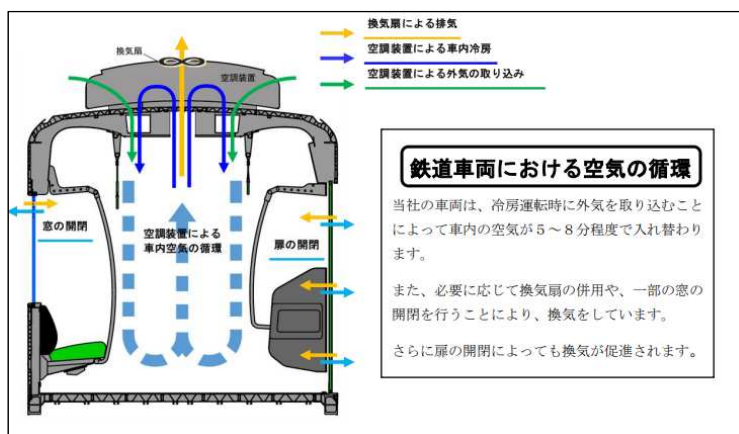 換気扇による排気
空調装置による車内冷房
空調装置による外気の取り込み
換気扇
空調装置
窓の開閉
空調装置による
車内空気の循環
扉の開閉
鉄道車両における空気の循環
当社の車両は、冷房運転時に外気を取り込むこと
によって車内の空気が５～８分程度で入れ替わり
ます。
また、必要に応じて換気扇の併用や、一部の窓の
開閉を行うことにより、換気をしています。
さらに扉の開閉によっても換気が促進されます。